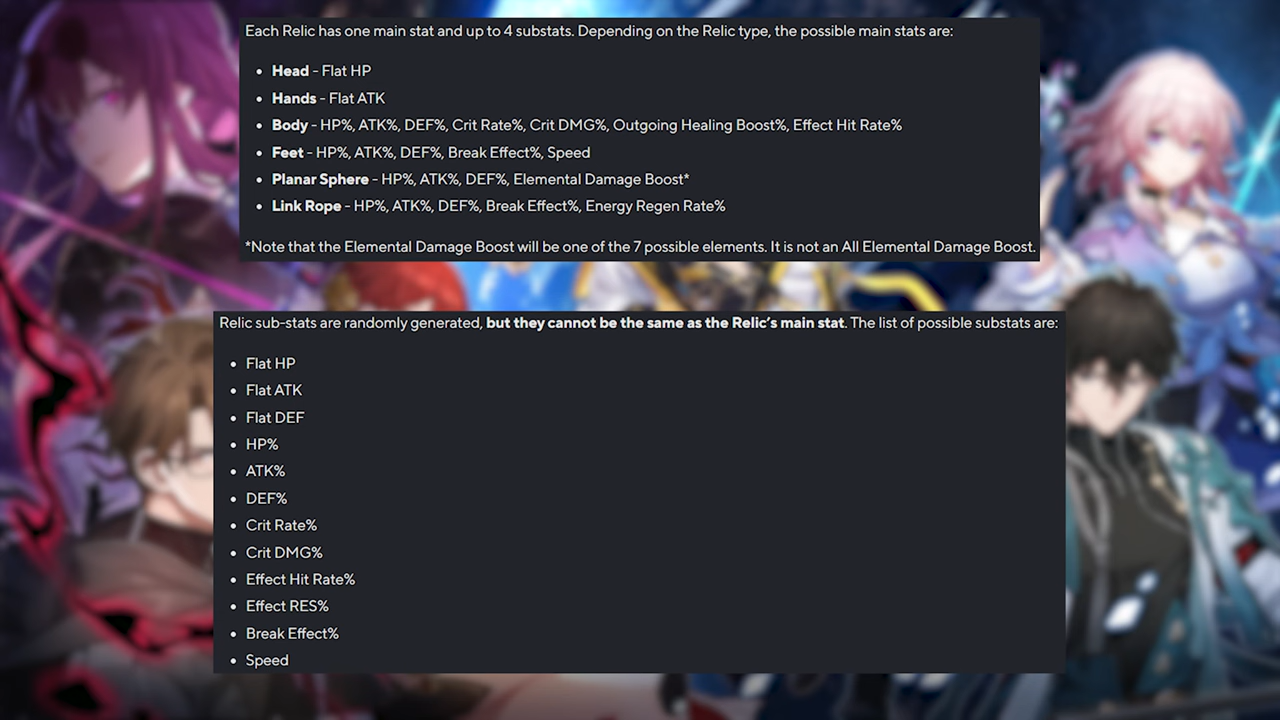 Each Relic has one main stat and up to 4 substats. Depending on the Relic type, the possible main stats are:
• Head - Flat HP
• Hands - Flat ATK
• Body - HP%, ATK%, DEF%, Crit Rate%, Crit DMG%, Outgoing Healing Boost%, Effect Hit Rate%
• Feet - HP%, ATK%, DEF%, Break Effect%, Speed
• Planar Sphere - HP%, ATK%, DEF%, Elemental Damage Boost*
• Link Rope - HP%, ATK%, DEF%, Break Effect%, Energy Regen Rate%
*Note that the Elemental Damage Boost will be one of the 7 possible elements. It is not an All Elemental Damage Boost.
Relic sub-stats are randomly generated, but they cannot be the same as the Relic's main stat. The list of possible substats are:
• Flat HP
• Flat ATK
• Flat DEF
• HP%
• ATK%
• DEF%
• Crit Rate%
• Crit DMG%
• Effect Hit Rate%
• Effect RES%
• Break Effect%
• Speed